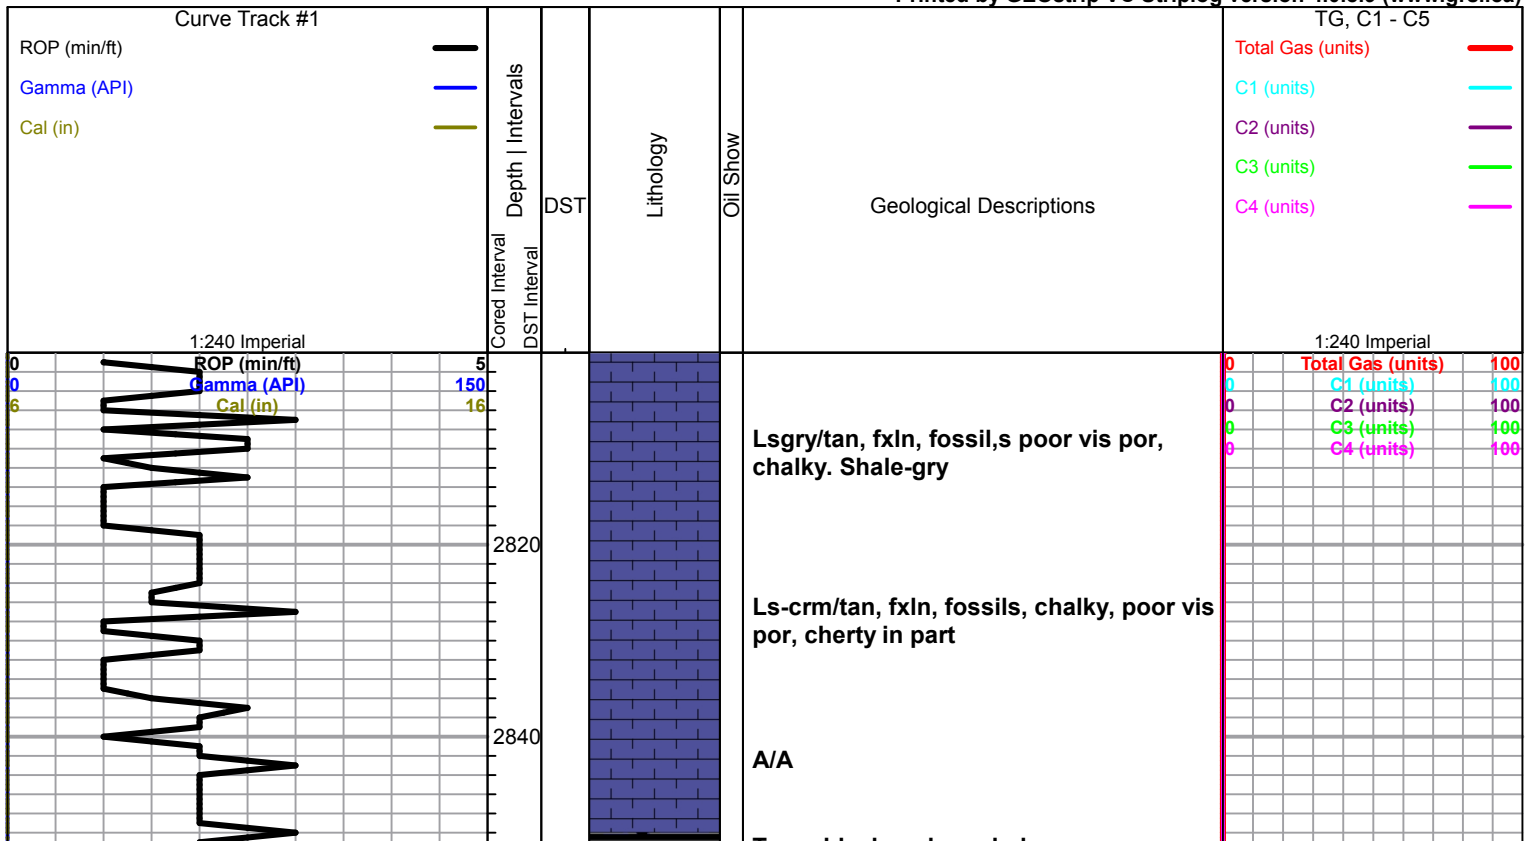 Curve Track #1
ROP (min/ft)
Gamma (API)
Cal (in)
1:240 Imperial
Depth | Intervals
Cored Interval
DST Interval
DST
Lithology
Oil Show
Geological Descriptions
TG, C1 - C5
Total Gas (units)
C1 (units)
C2 (units)
C3 (units)
C4 (units)
1:240 Imperial
0 ROP (min/ft) 5
0 Gamma (API) 150
6 Cal (in) 16
0 Total Gas (units) 100
0 C1 (units) 100
0 C2 (units) 100
0 C3 (units) 100
0 C4 (units) 100
Lsgry/tan, fxln, fossil,s poor vis por,
chalky. Shale-gry
2820
Ls-crm/tan, fxln, fossils, chalky, poor vis
por, cherty in part
2840
A/A